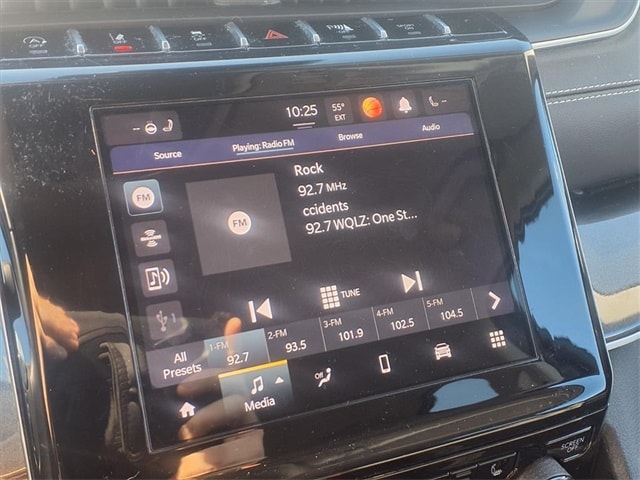 10:25
55°
EXT
--
--
Source
Playing: Radio FM
Browse
Audio
FM
FM
Rock
92.7 MHz
ccidents
92.7 WQLZ: One St...
TUNE
All
Presets
1-FM
92.7
2-FM
93.5
3-FM
101.9
4-FM
102.5
5-FM
104.5
Media
Off
SCREEN
OFF